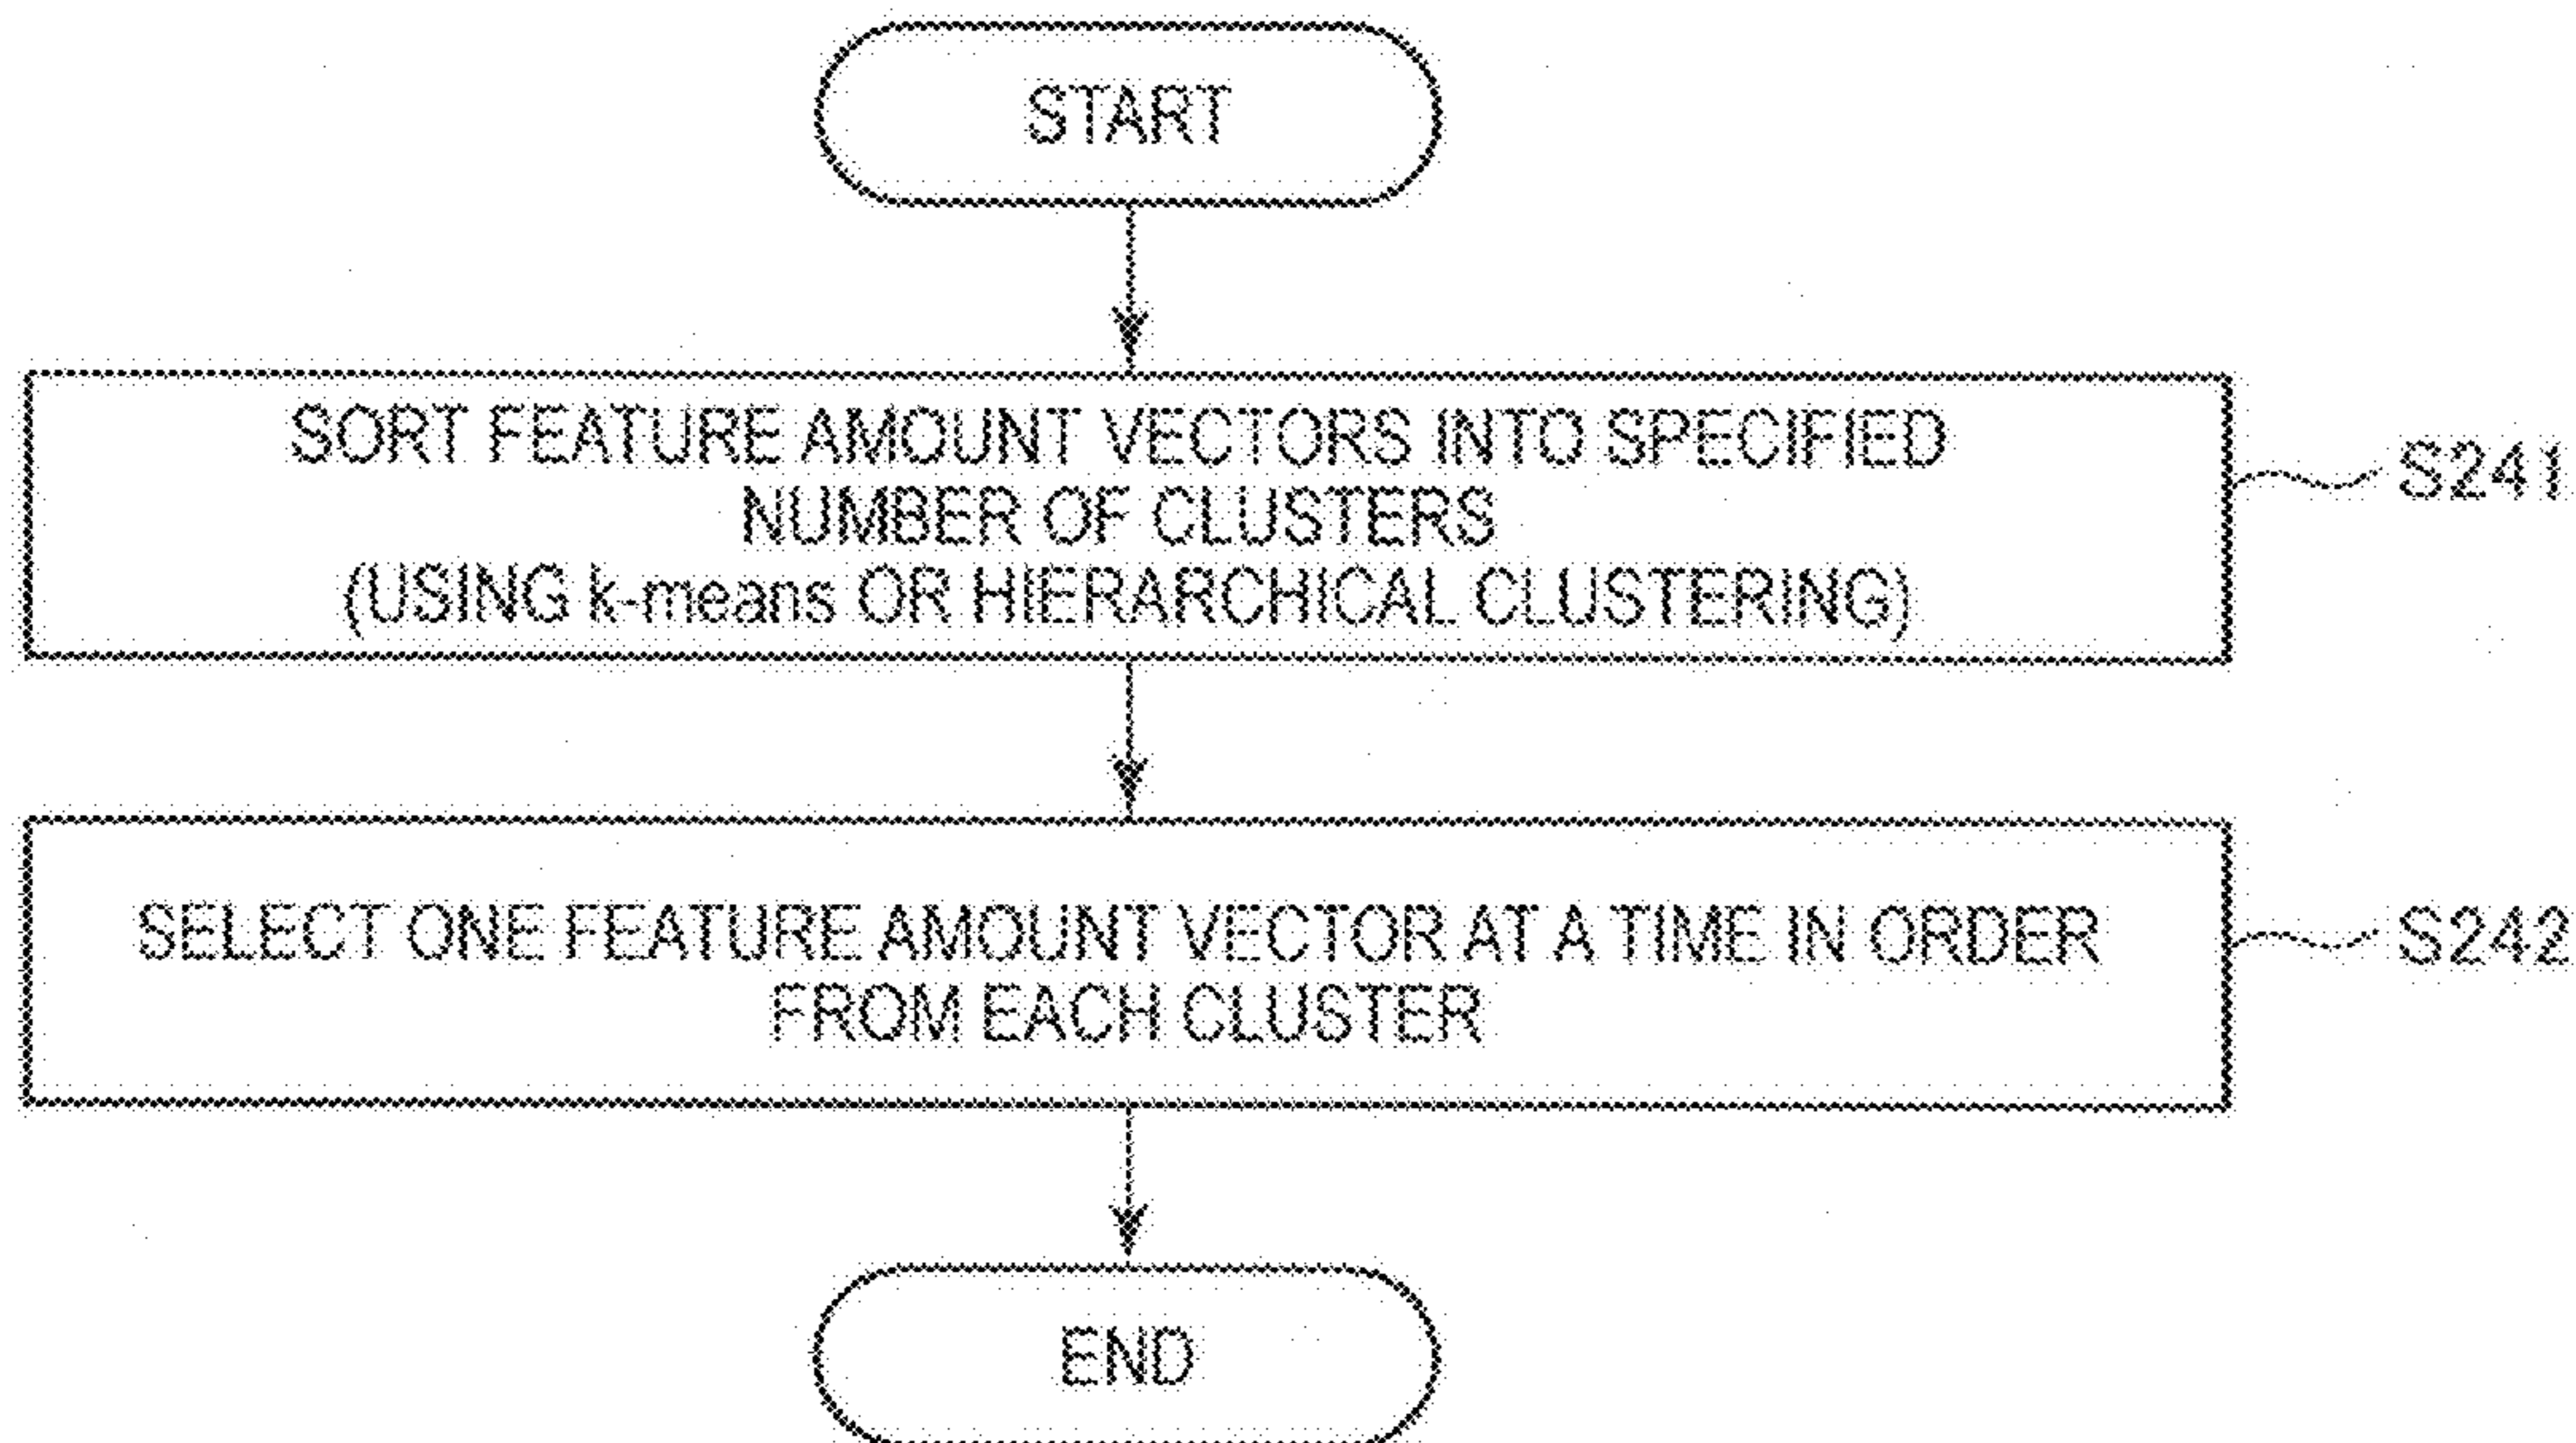 START
SORT FEATURE AMOUNT VECTORS INTO SPECIFIED
NUMBER OF CLUSTERS
(USING k-means OR HIERARCHICAL CLUSTERING)
S241
SELECT ONE FEATURE AMOUNT VECTOR AT A TIME IN ORDER
FROM EACH CLUSTER
S242
END